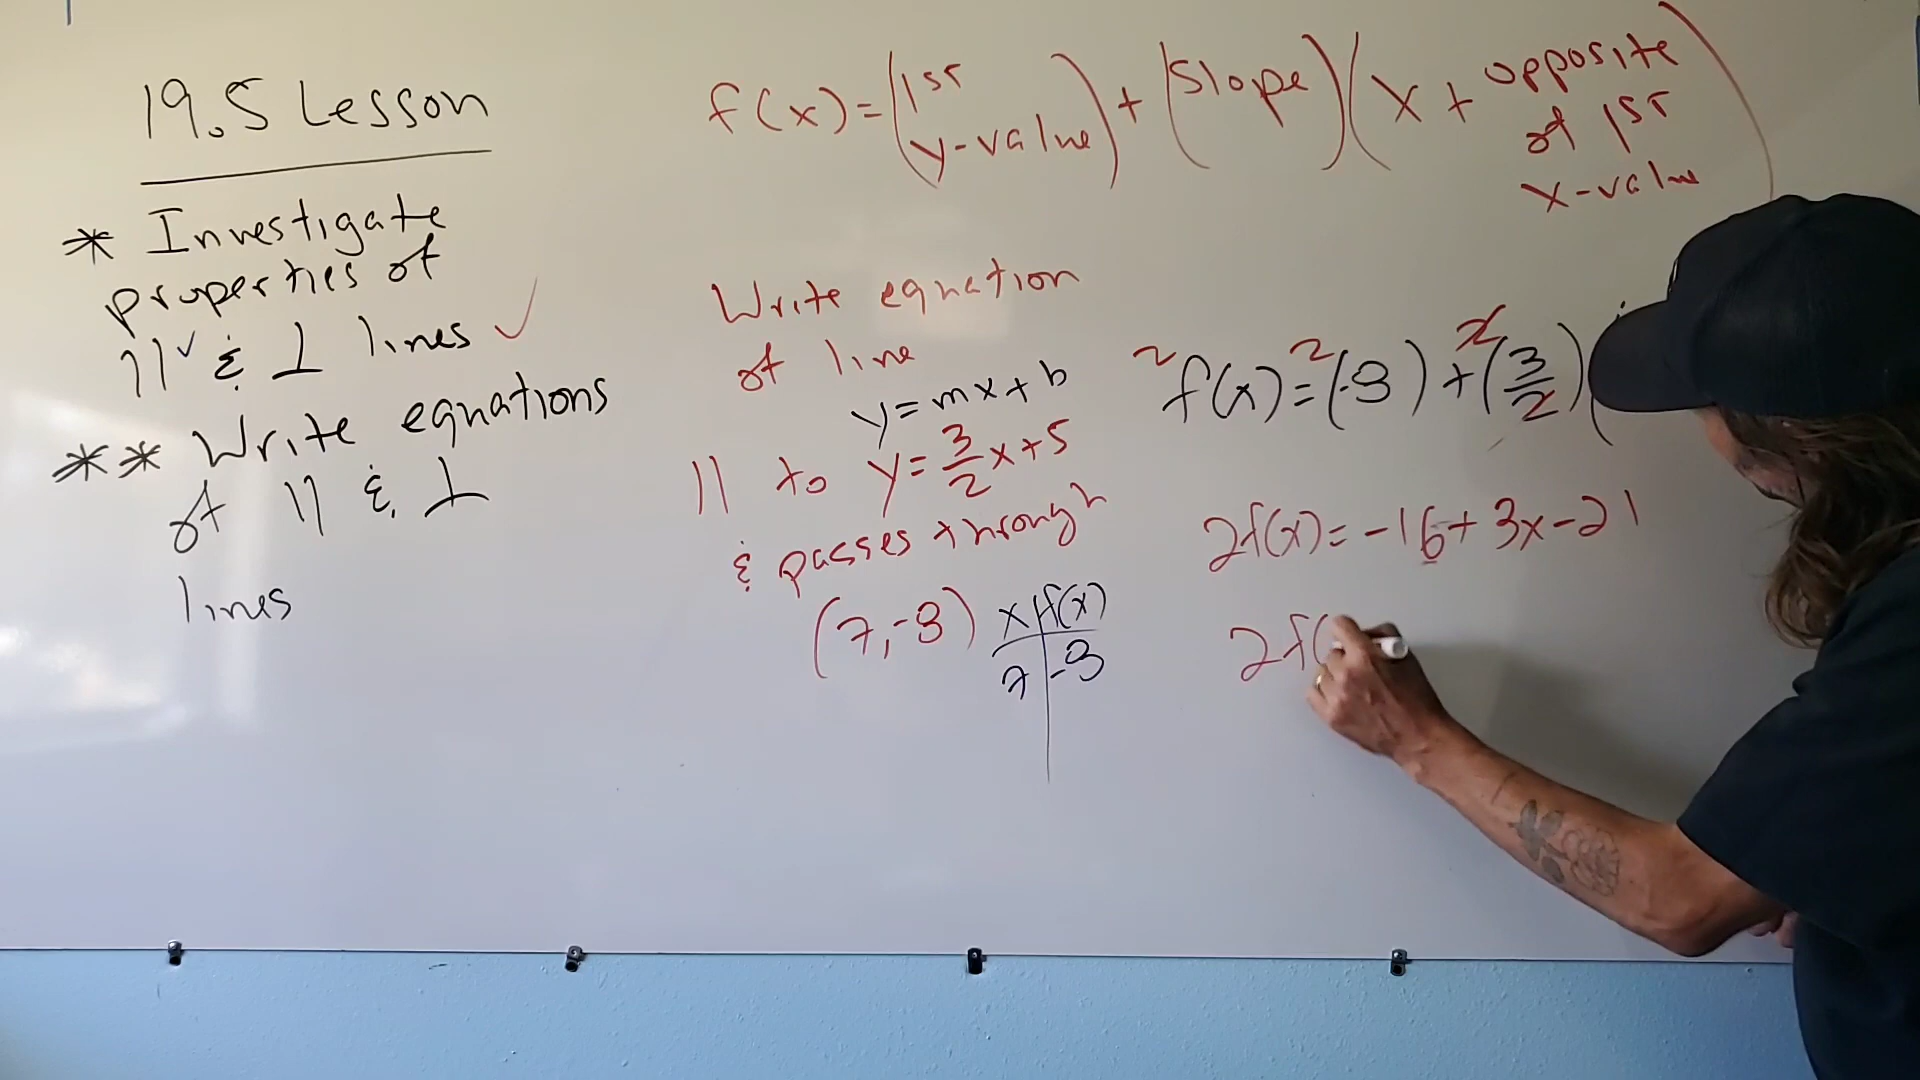 19.5 Lesson
* Investigate
properties of
|| ✓ & ⊥ lines ✓
** Write equations
of || & ⊥
lines
f(x) = (1ST y-value) + (Slope)(x + opposite of 1ST x-value)
Write equation
of line
y = mx + b
|| to y = 3/2 x + 5
& passes through
(7, -8)
x | f(x)
7 | -8
2 f(x) = 2 (-8) + 2 (3/2)(
2f(x) = -16 + 3x - 21
2f(